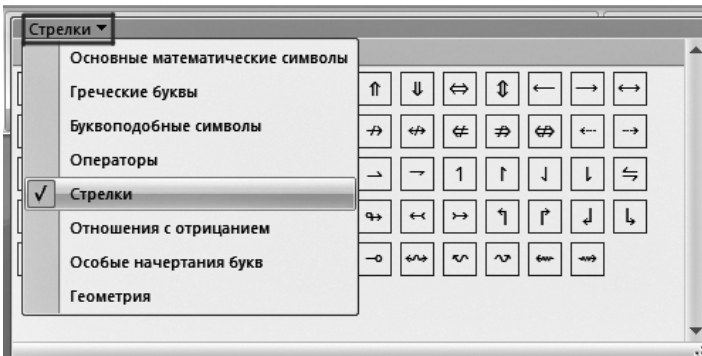 Стрелки
Основные математические символы
Греческие буквы
Буквоподобные символы
Операторы
Стрелки
Отношения с отрицанием
Особые начертания букв
Геометрия